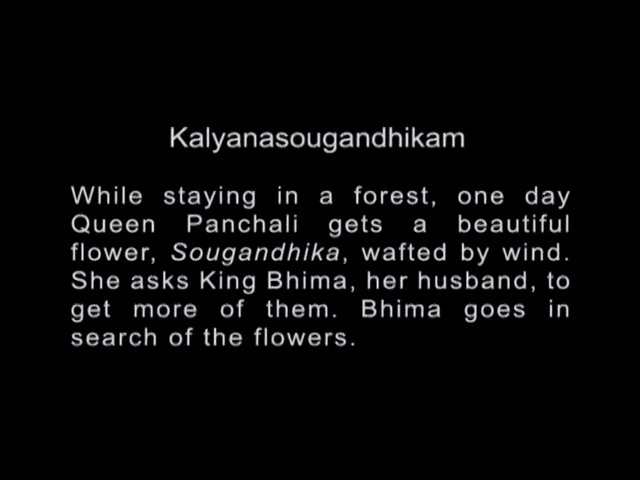 Kalyanasougandhikam
While staying in a forest, one day
Queen Panchali gets a beautiful
flower, Sougandhika, wafted by wind.
She asks King Bhima, her husband, to
get more of them. Bhima goes in
search of the flowers.